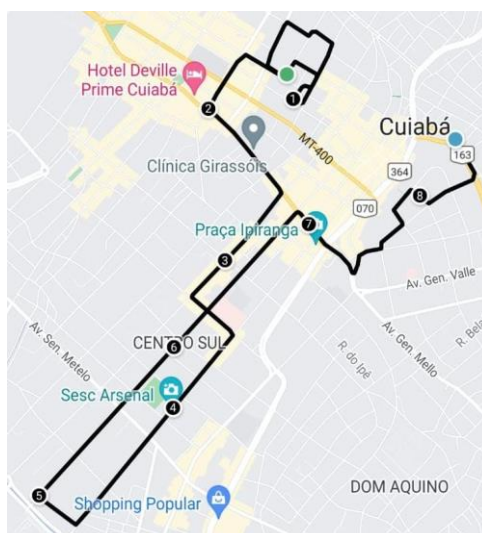 Hotel Deville
Prime Cuiabá
1
2
Cuiabá
MT-400
163
Clínica Girassóis
364
8
070
7
Praça Ipiranga
3
Av. Gen. Valle
Av. Sen. Metelo
6
CENTRO SUL
Av. Gen. Mello
R. do Ipé
R. Bela
Sesc Arsenal
4
5
Shopping Popular
DOM AQUINO